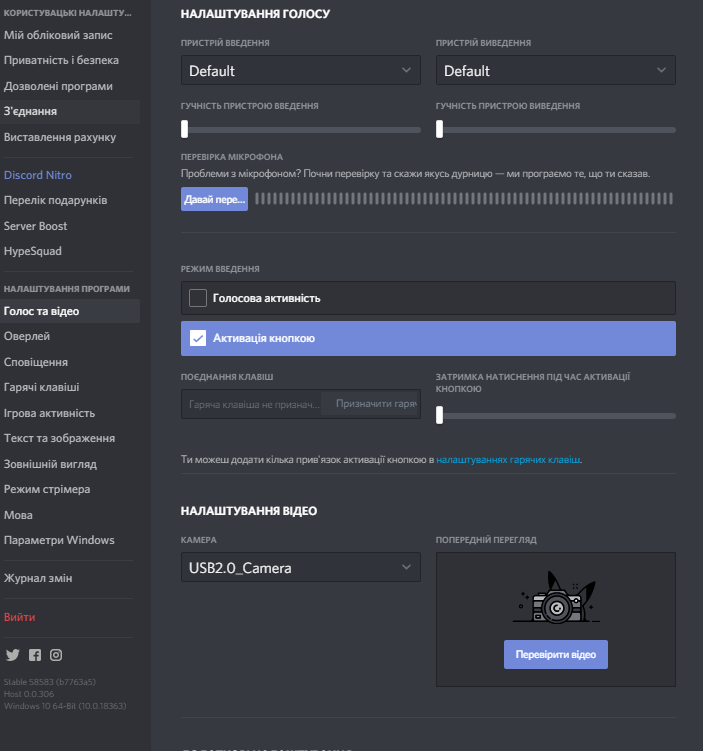 КОРИСТУВАЦЬКІ НАЛАШТУ...
Мій обліковий запис
Приватність і безпека
Дозволені програми
З'єднання
Виставлення рахунку
Discord Nitro
Перелік подарунків
Server Boost
HypeSquad
НАЛАШТУВАННЯ ПРОГРАМИ
Голос та відео
Оверлей
Сповіщення
Гарячі клавіші
Ігрова активність
Текст та зображення
Зовнішній вигляд
Режим стрімера
Мова
Параметри Windows
Журнал змін
Вийти
Stable 58583 (b7763a5)
Host 0.0.306
Windows 10 64-Bit (10.0.18363)
НАЛАШТУВАННЯ ГОЛОСУ
ПРИСТРІЙ ВВЕДЕННЯ
Default
ПРИСТРІЙ ВИВЕДЕННЯ
Default
ГУЧНІСТЬ ПРИСТРОЮ ВВЕДЕННЯ
ГУЧНІСТЬ ПРИСТРОЮ ВИВЕДЕННЯ
ПЕРЕВІРКА МІКРОФОНА
Проблеми з мікрофоном? Почни перевірку та скажи якусь дурницю — ми програємо те, що ти сказав.
Давай пере...
РЕЖИМ ВВЕДЕННЯ
Голосова активність
Активація кнопкою
ПОЄДНАННЯ КЛАВІШ
Гаряча клавіша не признач...
Призначити гаряч
ЗАТРИМКА НАТИСНЕННЯ ПІД ЧАС АКТИВАЦІЇ
КНОПКОЮ
Ти можеш додати кілька прив'язок активації кнопкою в налаштуваннях гарячих клавіш.
НАЛАШТУВАННЯ ВІДЕО
КАМЕРА
USB2.0_Camera
ПОПЕРЕДНІЙ ПЕРЕГЛЯД
Перевірити відео